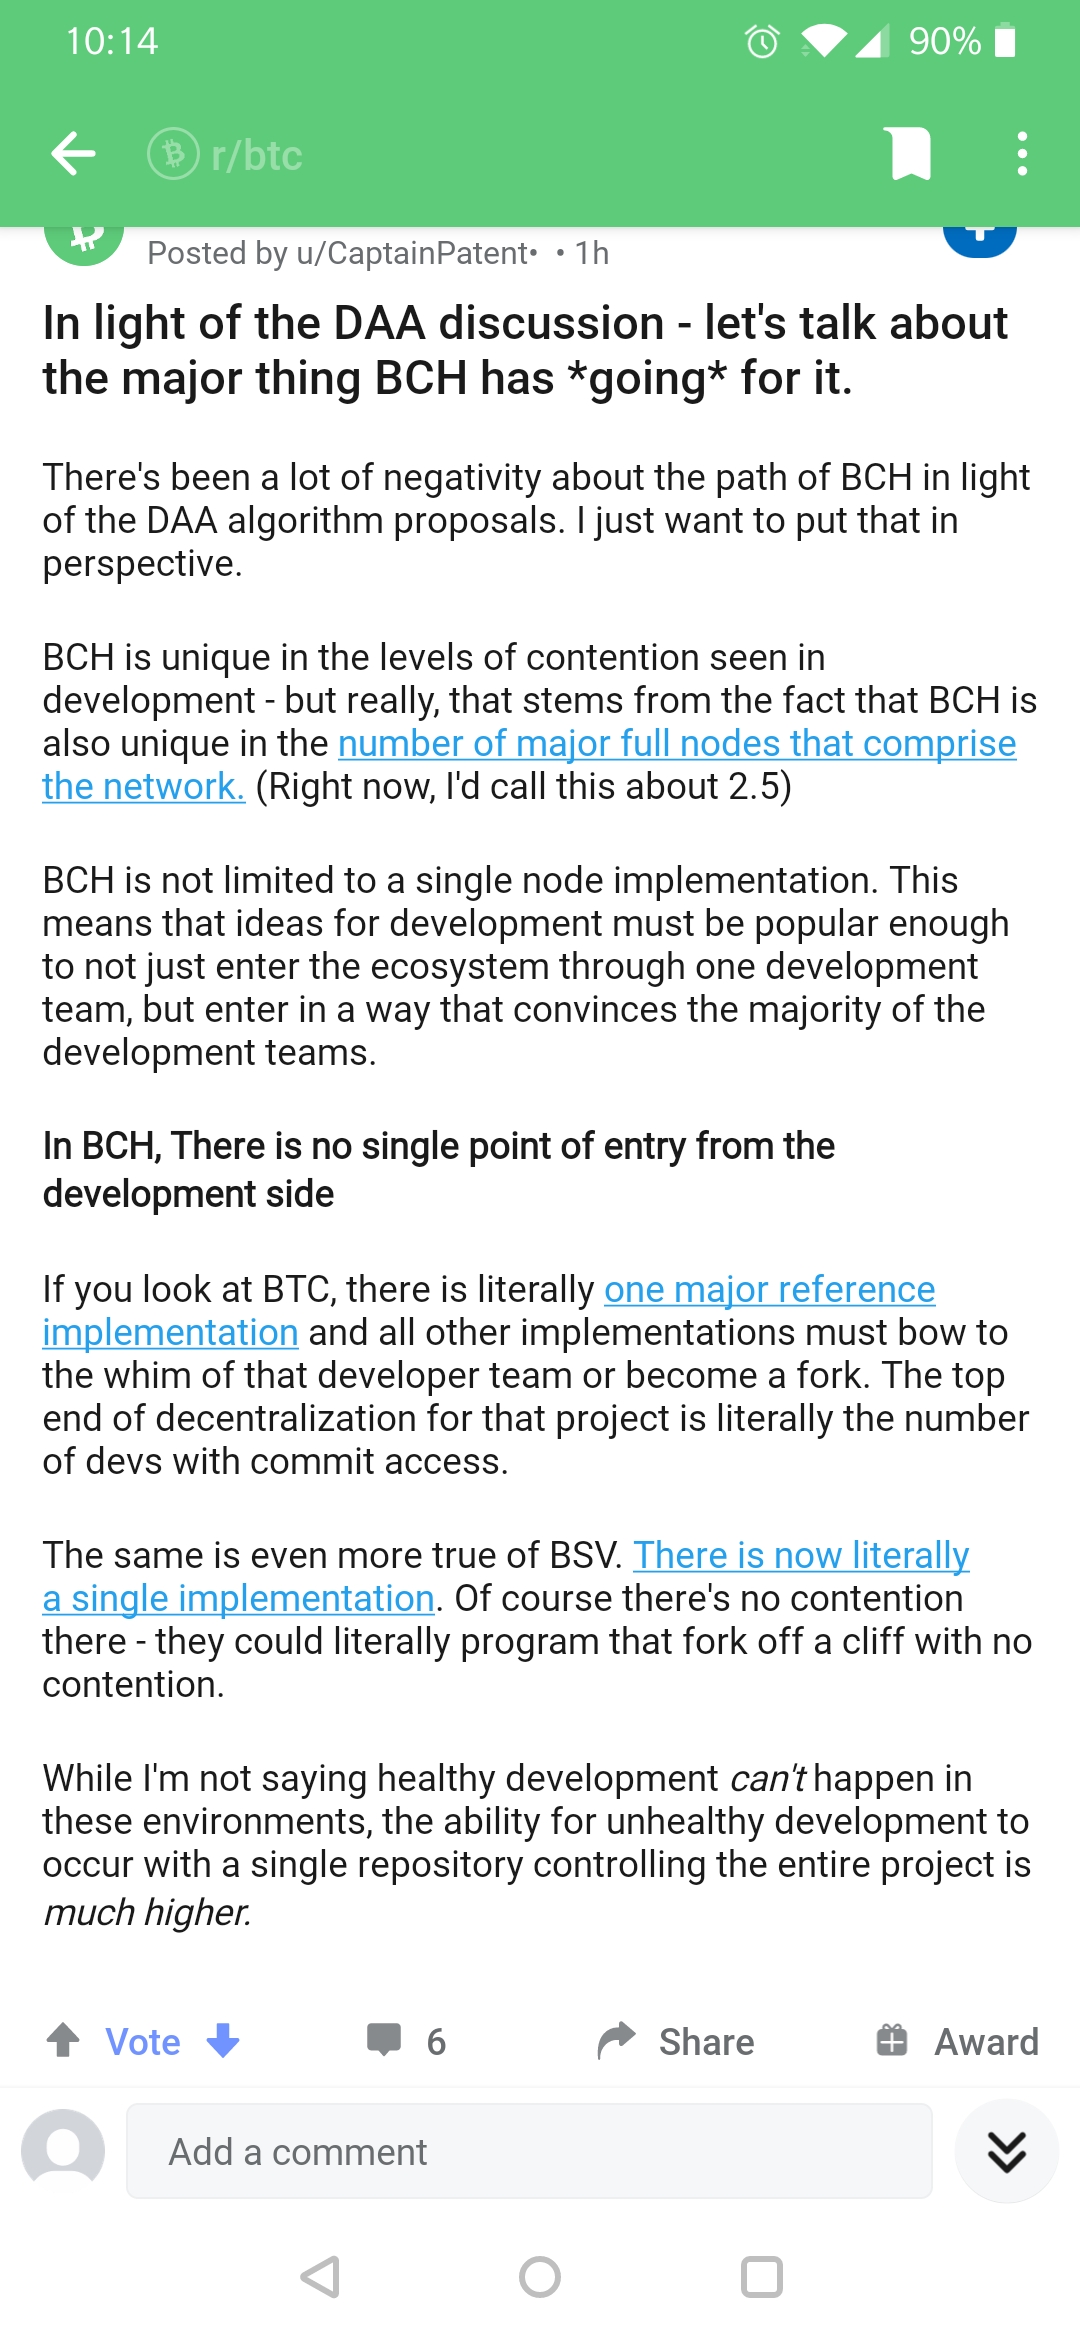 10:14
90%
r/btc
Posted by u/CaptainPatent• • 1h
In light of the DAA discussion - let's talk about
the major thing BCH has *going* for it.
There's been a lot of negativity about the path of BCH in light
of the DAA algorithm proposals. I just want to put that in
perspective.
BCH is unique in the levels of contention seen in
development - but really, that stems from the fact that BCH is
also unique in the number of major full nodes that comprise
the network. (Right now, I'd call this about 2.5)
BCH is not limited to a single node implementation. This
means that ideas for development must be popular enough
to not just enter the ecosystem through one development
team, but enter in a way that convinces the majority of the
development teams.
In BCH, There is no single point of entry from the
development side
If you look at BTC, there is literally one major reference
implementation and all other implementations must bow to
the whim of that developer team or become a fork. The top
end of decentralization for that project is literally the number
of devs with commit access.
The same is even more true of BSV. There is now literally
a single implementation. Of course there's no contention
there - they could literally program that fork off a cliff with no
contention.
While I'm not saying healthy development can't happen in
these environments, the ability for unhealthy development to
occur with a single repository controlling the entire project is
much higher.
Vote
6
Share
Award
Add a comment